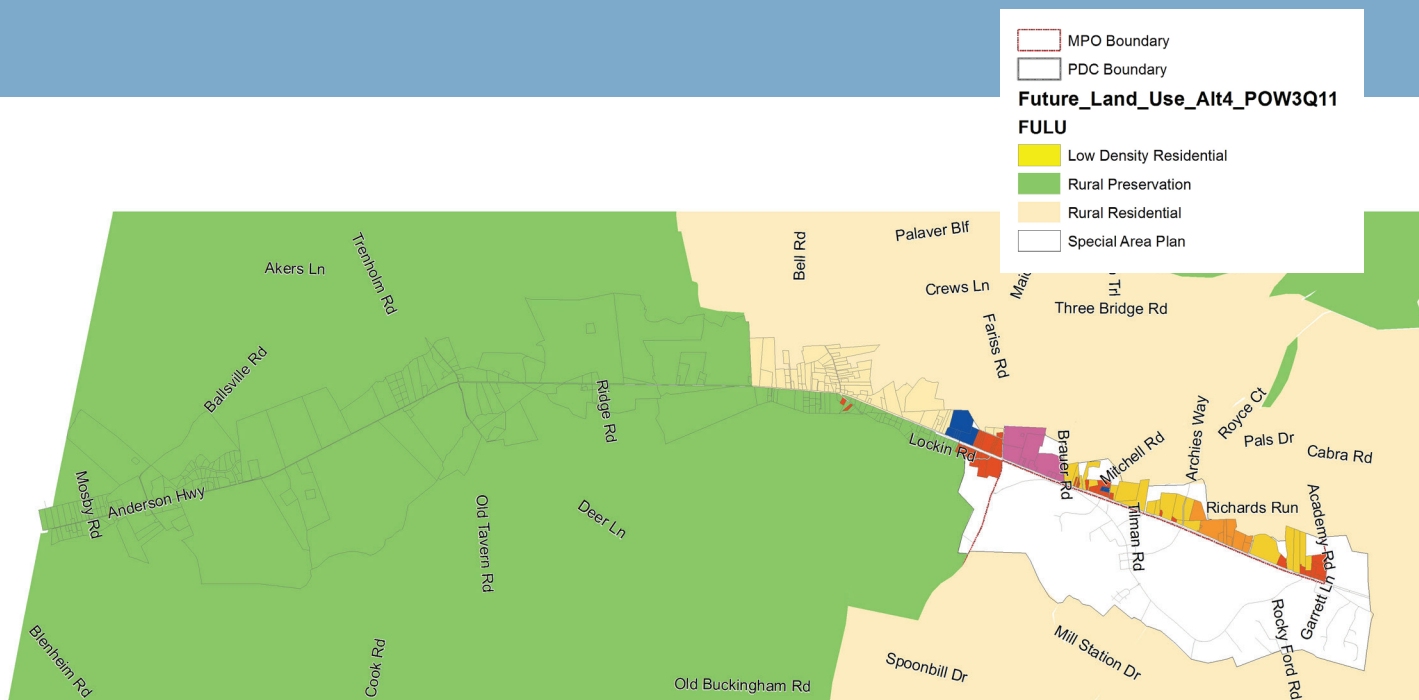 MPO Boundary
PDC Boundary
Future_Land_Use_Alt4_POW3Q11
FULU
Low Density Residential
Rural Preservation
Rural Residential
Special Area Plan
Akers Ln
Trenholm Rd
Bell Rd
Palaver Blf
Crews Ln
Trl
Three Bridge Rd
Fariss Rd
Ballsville Rd
Ridge Rd
Lockin Rd
Brauer Rd
Mitchell Rd
Archies Way
Royce Ct
Pals Dr
Cabra Rd
Mosby Rd
Anderson Hwy
Old Tavern Rd
Deer Ln
Tilman Rd
Richards Run
Academy Rd
Garrett Ln
Rocky Ford Rd
Blenheim Rd
Cook Rd
Old Buckingham Rd
Spoonbill Dr
Mill Station Dr